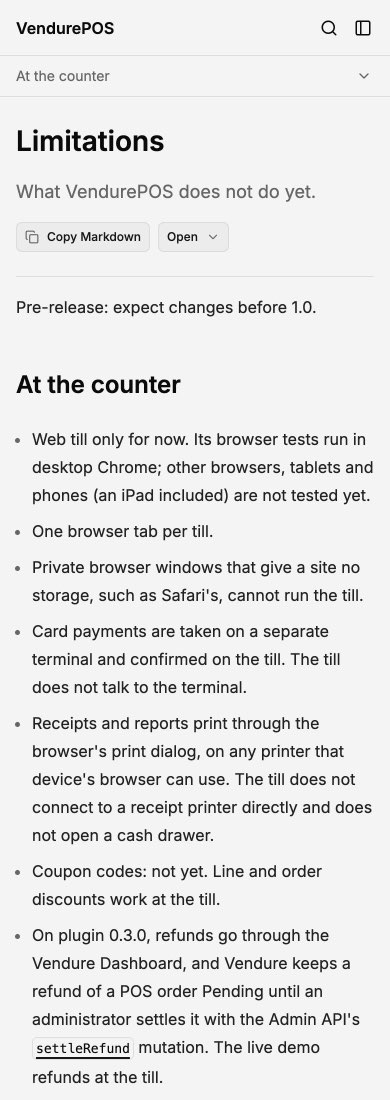 VendurePOS
At the counter
Limitations
What VendurePOS does not do yet.
Copy Markdown
Open
Pre-release: expect changes before 1.0.
At the counter
Web till only for now. Its browser tests run in
desktop Chrome; other browsers, tablets and
phones (an iPad included) are not tested yet.
One browser tab per till.
Private browser windows that give a site no
storage, such as Safari's, cannot run the till.
Card payments are taken on a separate
terminal and confirmed on the till. The till
does not talk to the terminal.
Receipts and reports print through the
browser's print dialog, on any printer that
device's browser can use. The till does not
connect to a receipt printer directly and does
not open a cash drawer.
Coupon codes: not yet. Line and order
discounts work at the till.
On plugin 0.3.0, refunds go through the
Vendure Dashboard, and Vendure keeps a
refund of a POS order Pending until an
administrator settles it with the Admin API's
settleRefund mutation. The live demo
refunds at the till.